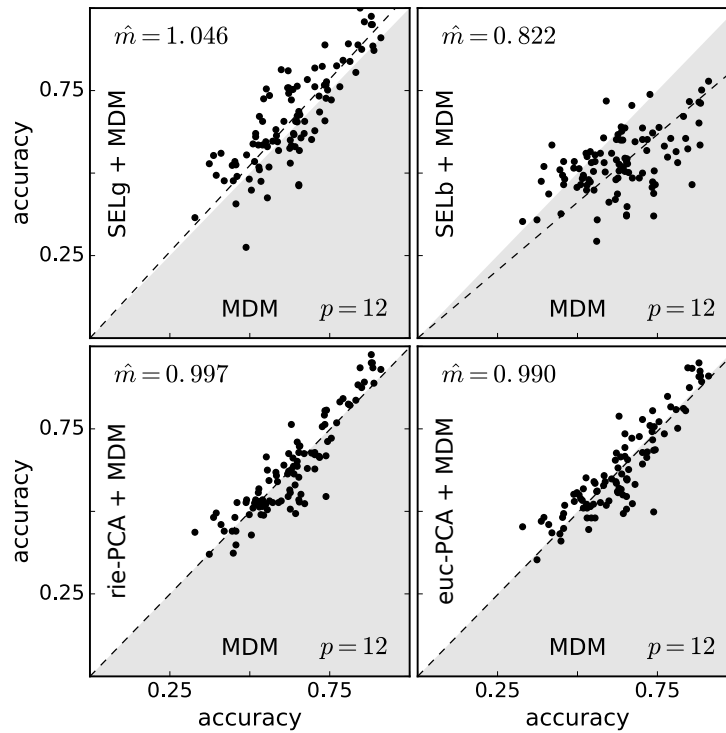 m̂ = 1.046
0.75
0.25
accuracy
SELg + MDM
MDM
p = 12
m̂ = 0.822
SELb + MDM
MDM
p = 12
m̂ = 0.997
0.75
0.25
accuracy
rie-PCA + MDM
MDM
p = 12
0.25
0.75
accuracy
m̂ = 0.990
euc-PCA + MDM
MDM
p = 12
0.25
0.75
accuracy